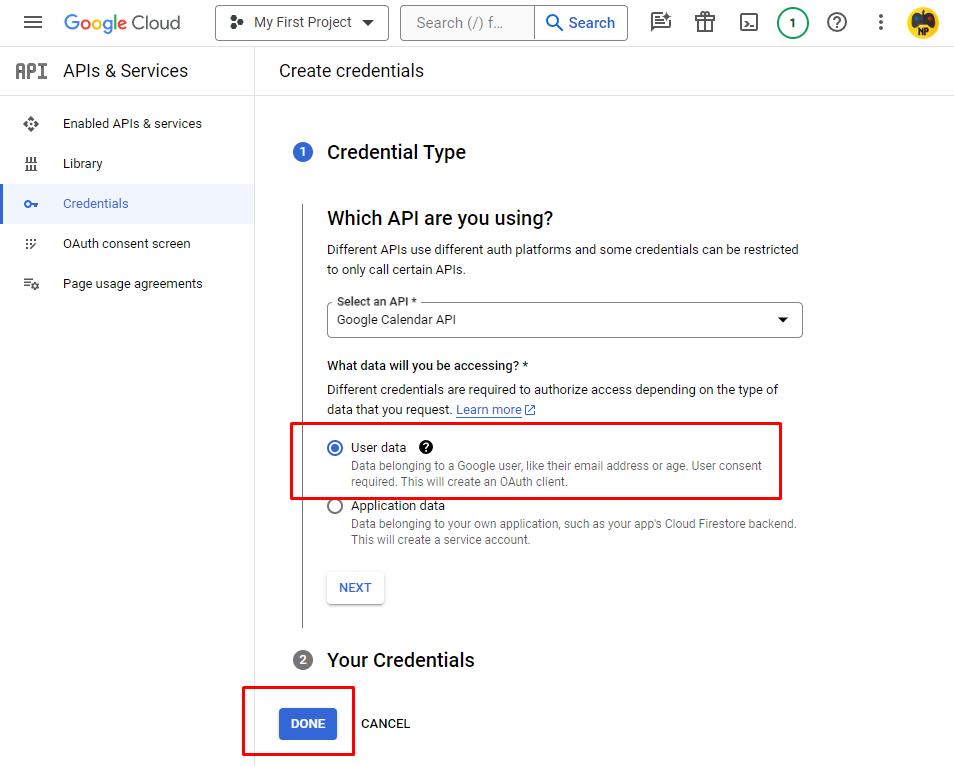 Google Cloud
My First Project
Search (/) f...
Search
1
NP
API
APIs & Services
Create credentials
Enabled APIs & services
Library
Credentials
OAuth consent screen
Page usage agreements
1
Credential Type
Which API are you using?
Different APIs use different auth platforms and some credentials can be restricted
to only call certain APIs.
Select an API *
Google Calendar API
What data will you be accessing? *
Different credentials are required to authorize access depending on the type of
data that you request. Learn more
User data
?
Data belonging to a Google user, like their email address or age. User consent
required. This will create an OAuth client.
Application data
Data belonging to your own application, such as your app's Cloud Firestore backend.
This will create a service account.
NEXT
2
Your Credentials
DONE
CANCEL